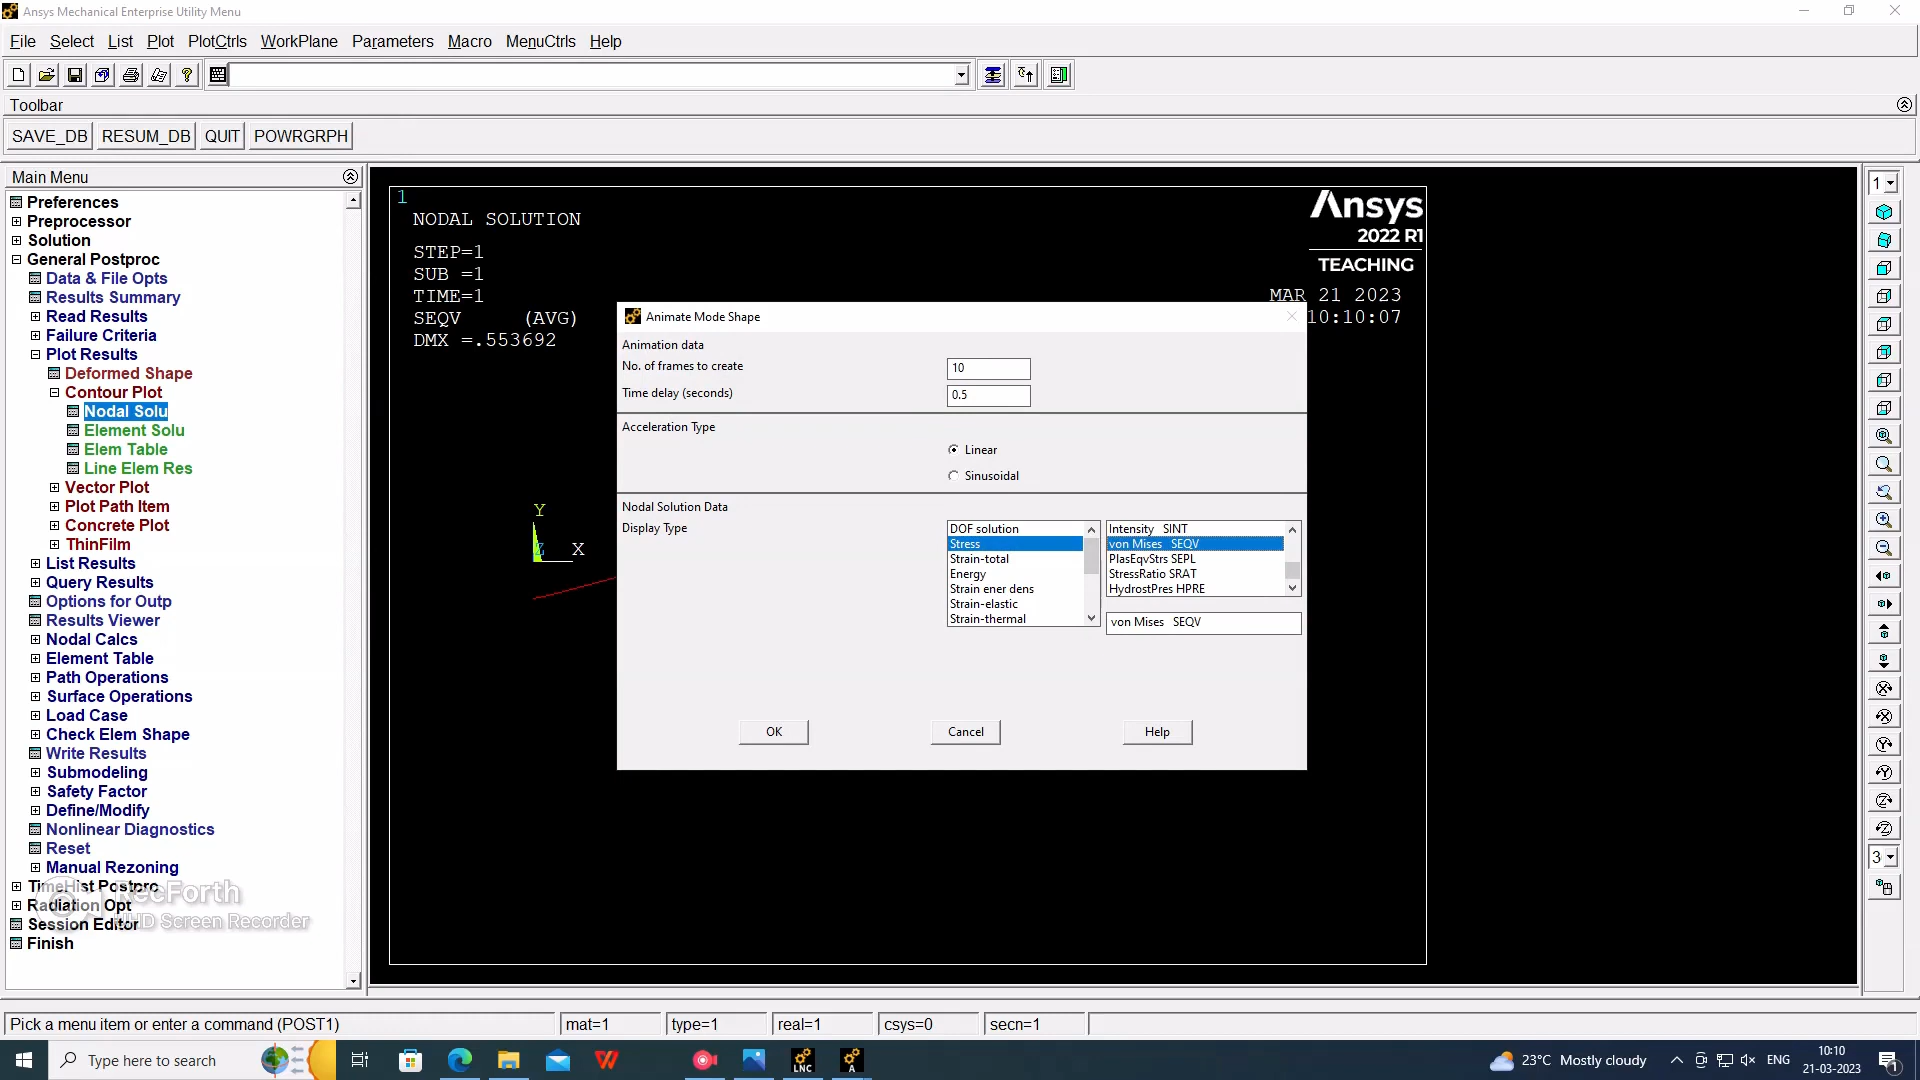 Ansys Mechanical Enterprise Utility Menu
File Select List Plot PlotCtrls WorkPlane Parameters Macro MenuCtrls Help
Toolbar
SAVE_DB RESUM_DB QUIT POWRGRPH
Main Menu
Preferences
Preprocessor
Solution
General Postproc
Data & File Opts
Results Summary
Read Results
Failure Criteria
Plot Results
Deformed Shape
Contour Plot
Nodal Solu
Element Solu
Elem Table
Line Elem Res
Vector Plot
Plot Path Item
Concrete Plot
ThinFilm
List Results
Query Results
Options for Outp
Results Viewer
Nodal Calcs
Element Table
Path Operations
Surface Operations
Load Case
Check Elem Shape
Write Results
Submodeling
Safety Factor
Define/Modify
Nonlinear Diagnostics
Reset
Manual Rezoning
TimeHist Postpro
Radiation Opt
Session Editor
Finish
RecForth
UHD Screen Recorder
1
NODAL SOLUTION
STEP=1
SUB =1
TIME=1
SEQV (AVG)
DMX =.553692
Y
Z X
Ansys
2022 R1
TEACHING
MAR 21 2023
10:10:07
Animate Mode Shape
Animation data
No. of frames to create 10
Time delay (seconds) 0.5
Acceleration Type
Linear
Sinusoidal
Nodal Solution Data
Display Type
DOF solution
Stress
Strain-total
Energy
Strain ener dens
Strain-elastic
Strain-thermal
Intensity SINT
von Mises SEQV
PlasEqvStrs SEPL
StressRatio SRAT
HydrostPres HPRE
von Mises SEQV
OK Cancel Help
1
3
Pick a menu item or enter a command (POST1) mat=1 type=1 real=1 csys=0 secn=1
Type here to search
LNC
A
23°C Mostly cloudy
ENG
10:10
21-03-2023
1